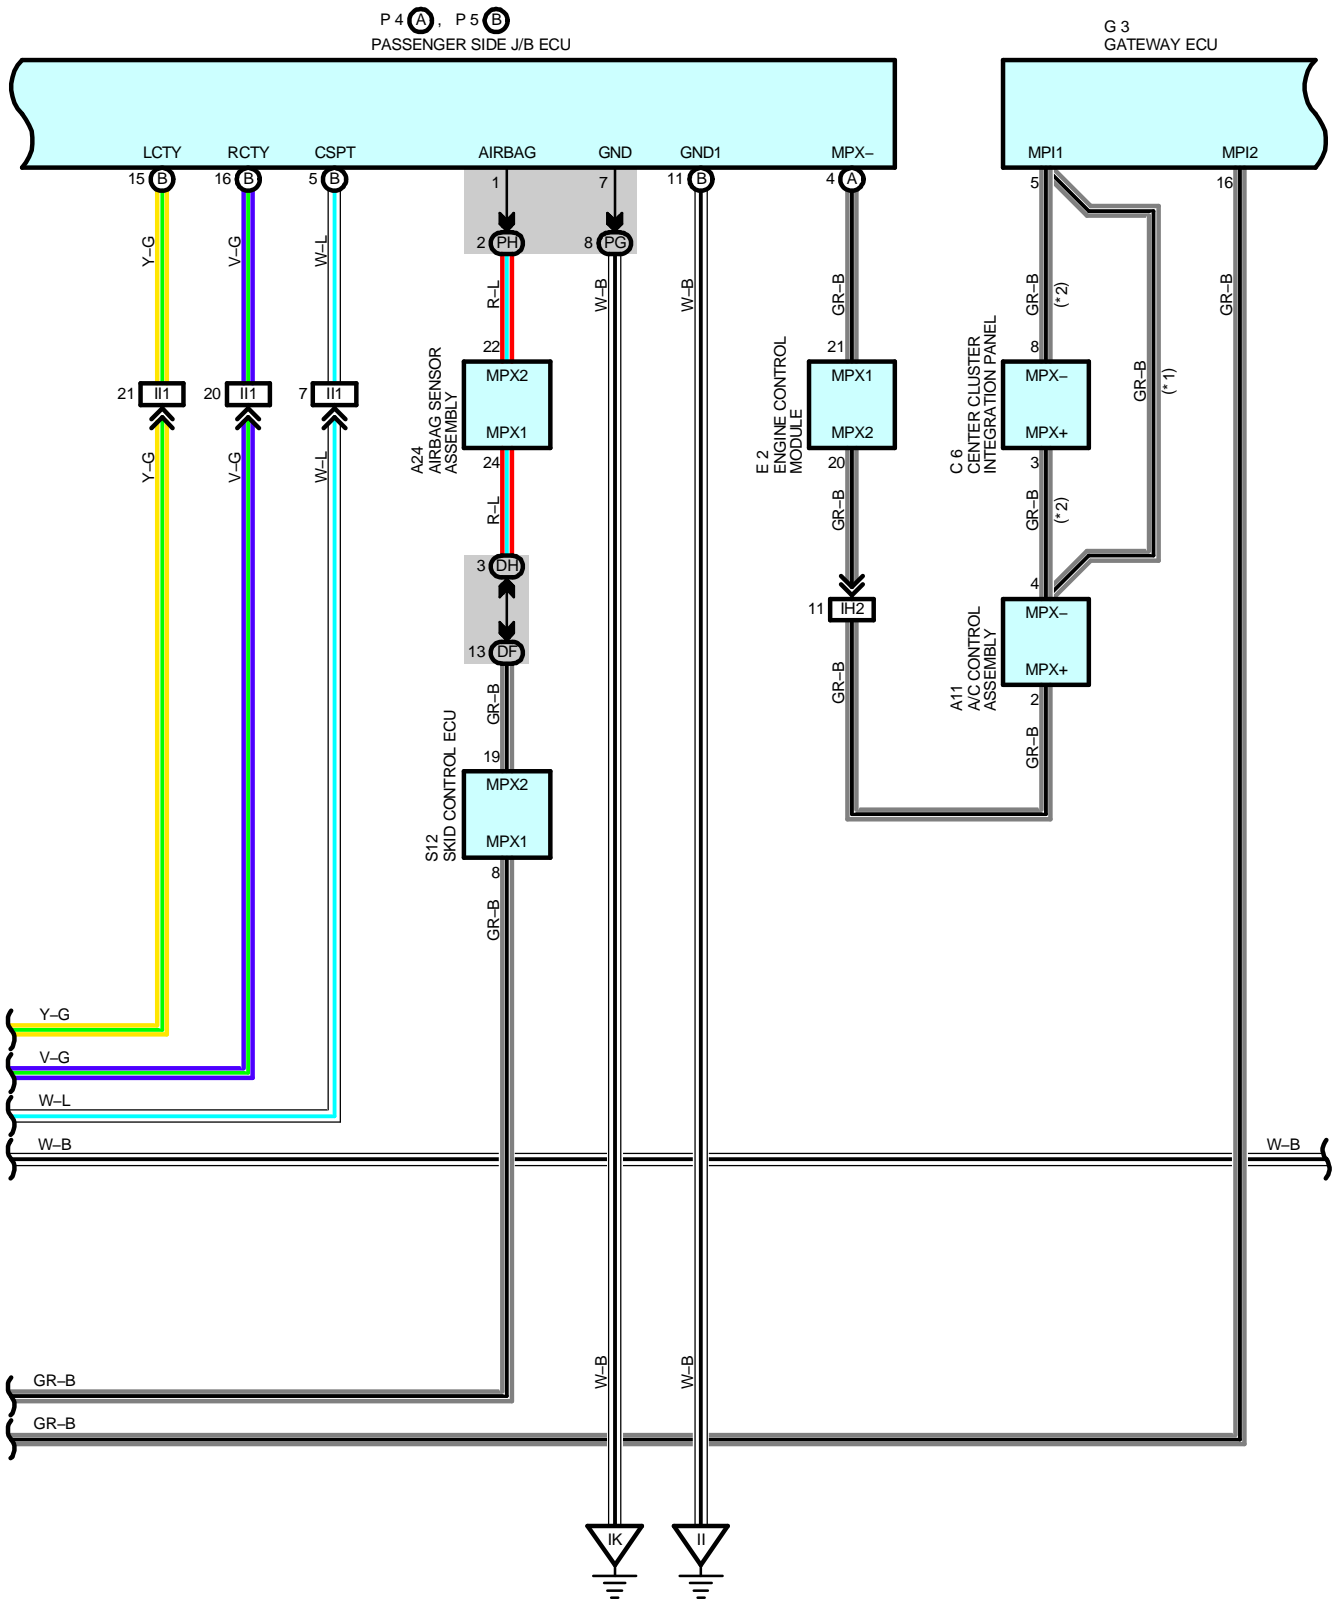 P 4 A , P 5 B
PASSENGER SIDE J/B ECU
G 3
GATEWAY ECU
LCTY RCTY CSPT AIRBAG GND GND1 MPX– MPI1 MPI2
15 B 16 B 5 B 1 7 11 B 4 A 5 16
2 PH 8 PG
Y–G V–G W–L R–L W–B W–B GR–B GR–B (*2) GR–B
22 21 8
MPX2 MPX1 MPX–
A24
AIRBAG SENSOR
ASSEMBLY
E 2
ENGINE CONTROL
MODULE
C 6
CENTER CLUSTER
INTEGRATION PANEL
GR–B
(*1)
21 II1 20 II1 7 II1
MPX1 MPX2 MPX+
24 20 3
Y–G V–G W–L R–L GR–B GR–B (*2)
3 DH
4
11 IH2
MPX–
13 DF
MPX+
A11
A/C CONTROL
ASSEMBLY
GR–B GR–B
2
GR–B
19
MPX2
S12
SKID CONTROL ECU
MPX1
8
GR–B
Y–G
V–G
W–L
W–B W–B
W–B W–B
GR–B
GR–B
IK II